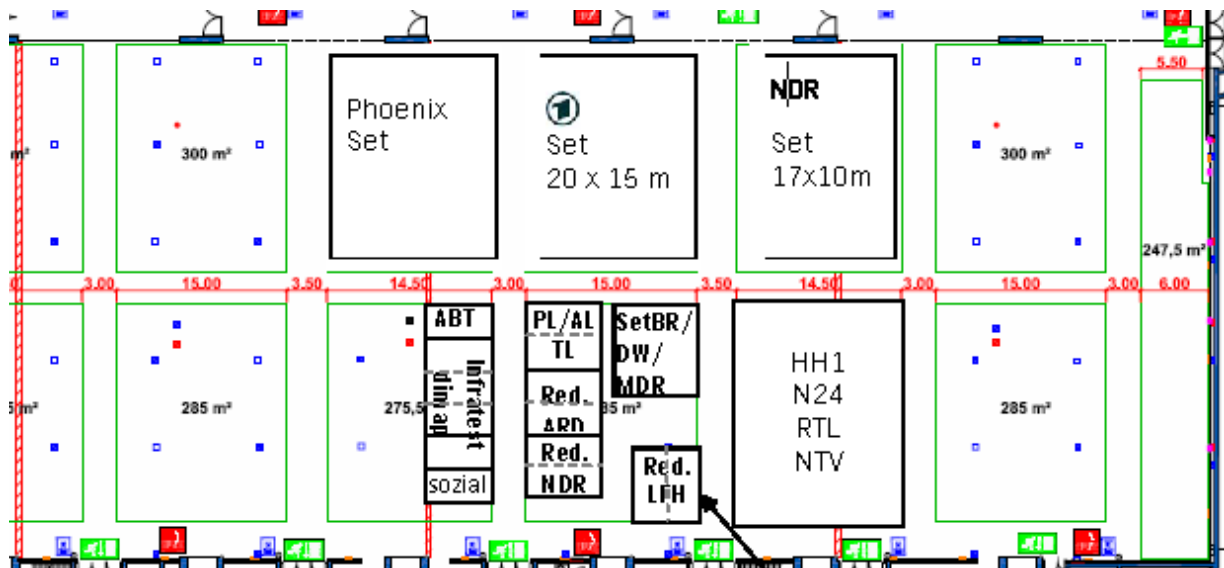 5.50
NDR
Phoenix
Set
Set
20 x 15 m
Set
17x10m
300 m²
300 m²
m²
247,5 m²
3.00
15.00
3.50
14.50
3.00
15.00
3.50
14.50
3.00
15.00
3.00
6.00
ABT
Infratest
dimap
sozial
PL/AL
TL
Red.
ARD
Red.
NDR
SetBR/
DW/
MDR
Red.
LFH
HH1
N24
RTL
NTV
m²
285 m²
275,5
285 m²